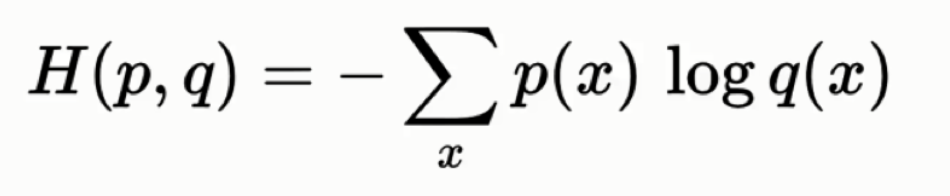 H(p, q) = − ∑ p(x) log q(x)
x